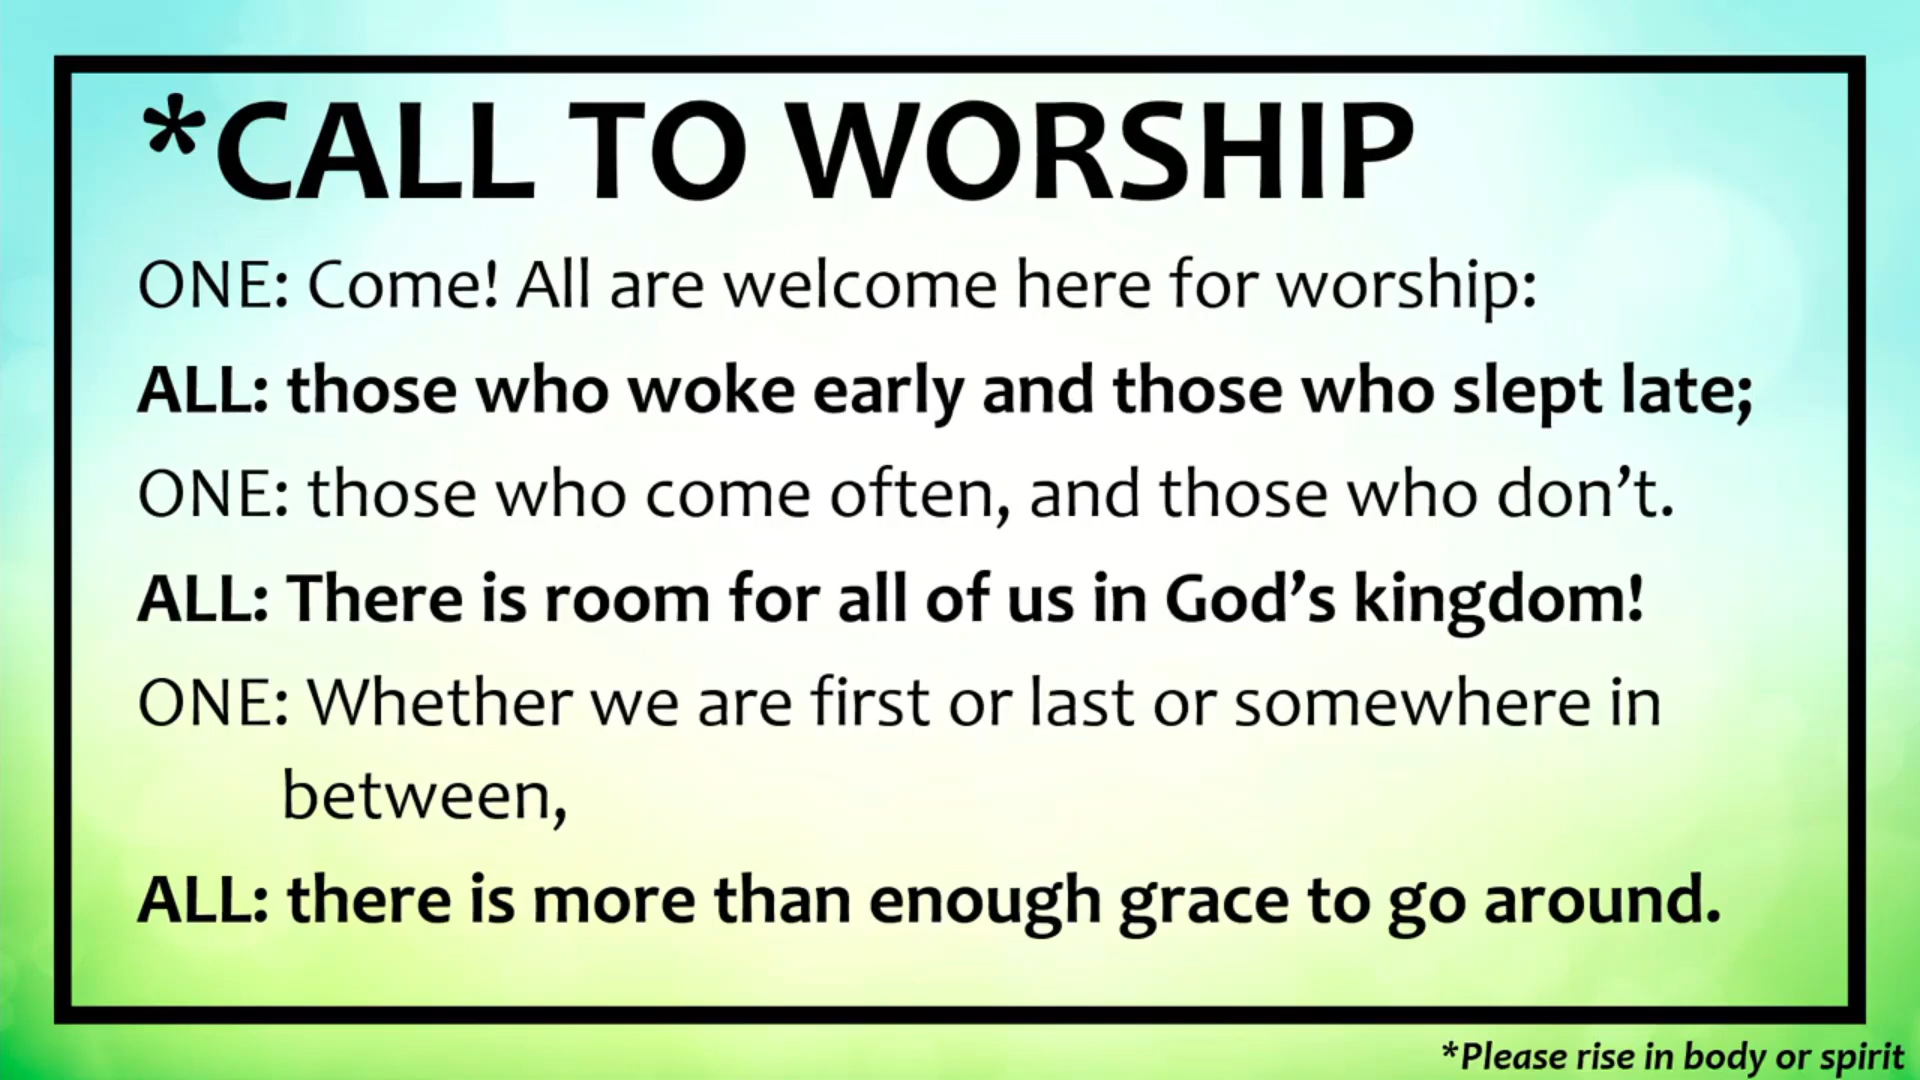 *CALL TO WORSHIP
ONE: Come! All are welcome here for worship:
ALL: those who woke early and those who slept late;
ONE: those who come often, and those who don’t.
ALL: There is room for all of us in God’s kingdom!
ONE: Whether we are first or last or somewhere in
between,
ALL: there is more than enough grace to go around.
*Please rise in body or spirit